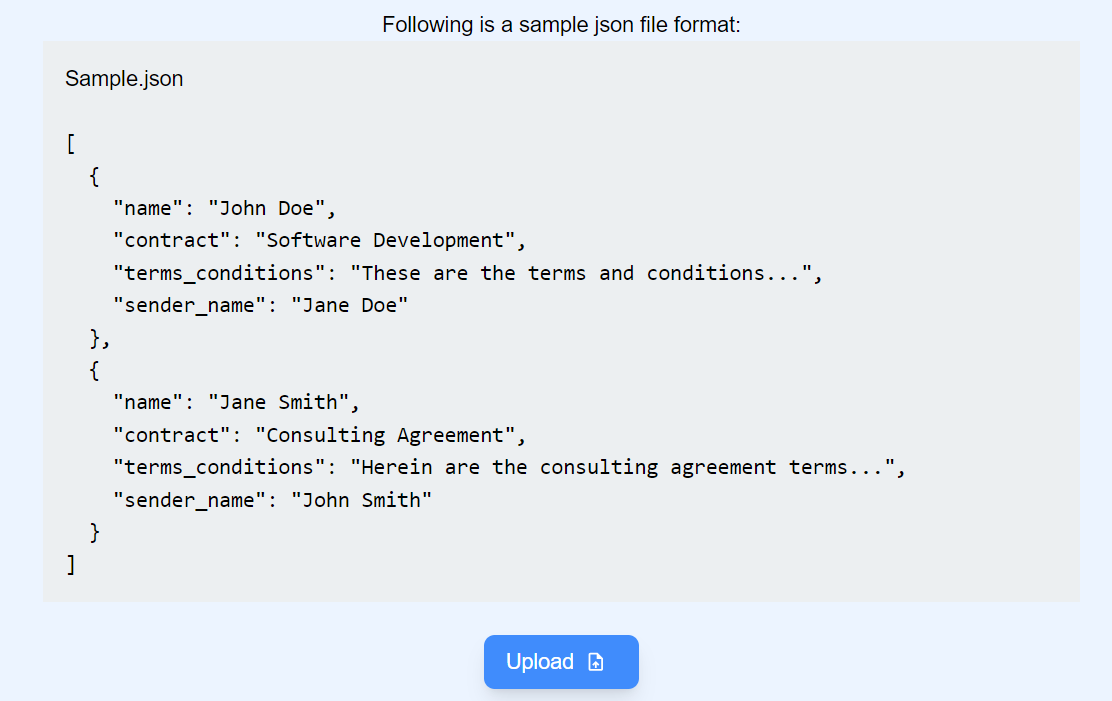 Following is a sample json file format:
Sample.json
[
  {
    "name": "John Doe",
    "contract": "Software Development",
    "terms_conditions": "These are the terms and conditions...",
    "sender_name": "Jane Doe"
  },
  {
    "name": "Jane Smith",
    "contract": "Consulting Agreement",
    "terms_conditions": "Herein are the consulting agreement terms...",
    "sender_name": "John Smith"
  }
]
Upload